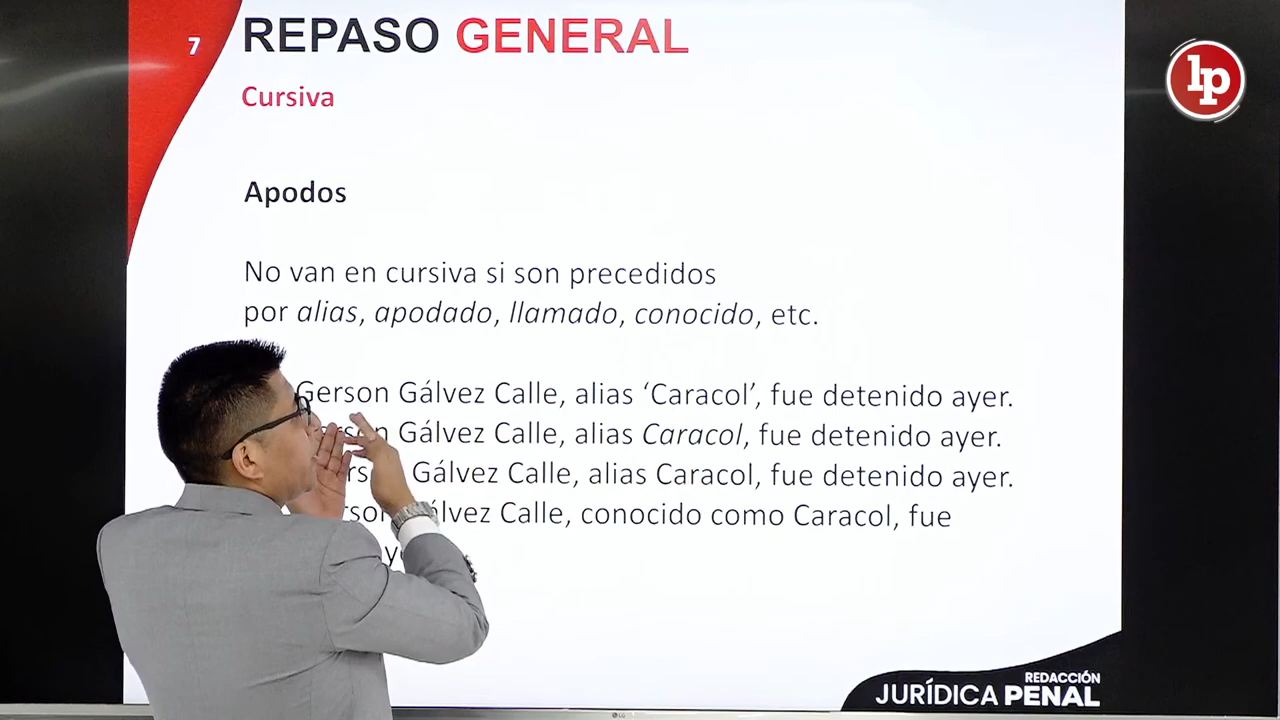 7
REPASO GENERAL
lp
Cursiva
Apodos
No van en cursiva si son precedidos
por alias, apodado, llamado, conocido, etc.
Gerson Gálvez Calle, alias ‘Caracol’, fue detenido ayer.
Gálvez Calle, alias Caracol, fue detenido ayer.
Gálvez Calle, alias Caracol, fue detenido ayer.
Gálvez Calle, conocido como Caracol, fue
REDACCIÓN
JURÍDICA PENAL
LG